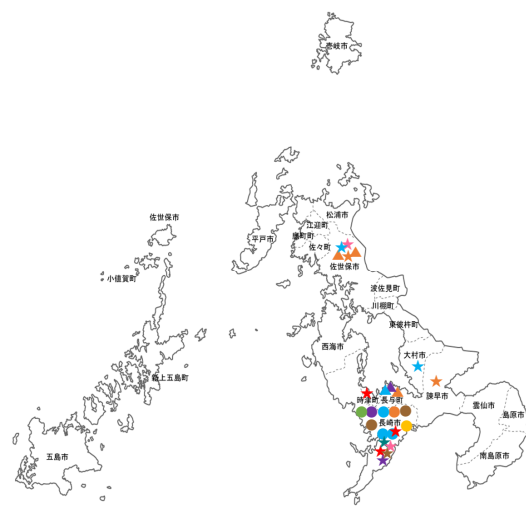 壱岐市
松浦市
佐世保市
江迎町
鹿町町
平戸市
佐々町
佐世保市
小値賀町
波佐見町
川棚町
東彼杵町
西海市
大村市
新上五島町
諫早市
時津町 長与町
雲仙市
島原市
長崎市
五島市
南島原市